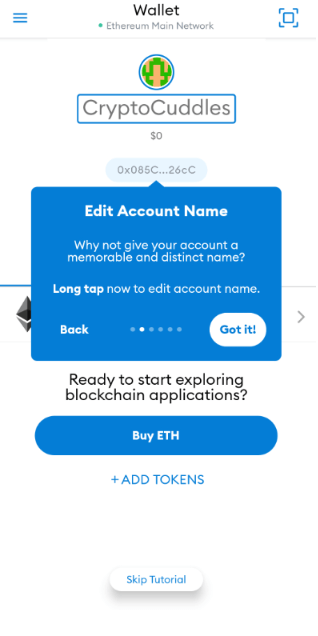 Wallet
Ethereum Main Network
CryptoCuddles
$0
0x085C...26cC
Edit Account Name
Why not give your account a
memorable and distinct name?
Long tap now to edit account name.
Back
Got it!
Ready to start exploring
blockchain applications?
Buy ETH
+ ADD TOKENS
Skip Tutorial